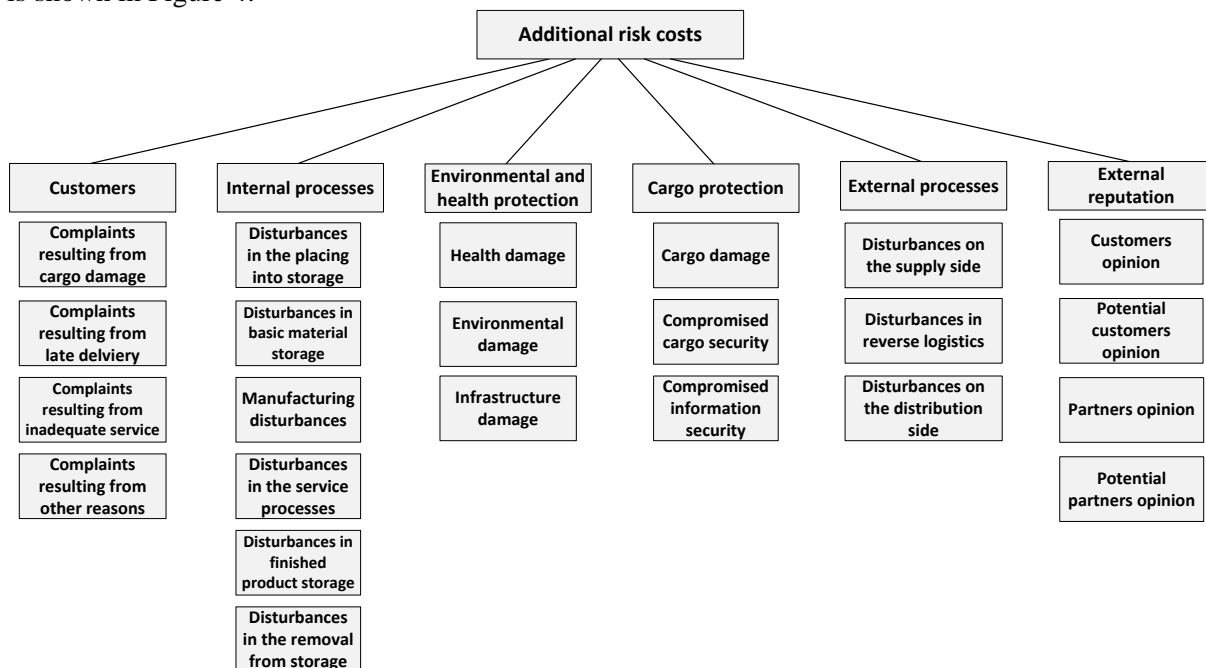 is shown in Figure 4.
Additional risk costs
Customers
Complaints
resulting from
cargo damage
Complaints
resulting from
late delviery
Complaints
resulting from
inadequate service
Complaints
resulting from
other reasons
Internal processes
Disturbances
in the placing
into storage
Disturbances in
basic material
storage
Manufacturing
disturbances
Disturbances
in the service
processes
Disturbances in
finished
product storage
Disturbances
in the removal
from storage
Environmental and
health protection
Health damage
Environmental
damage
Infrastructure
damage
Cargo protection
Cargo damage
Compromised
cargo security
Compromised
information
security
External processes
Disturbances on
the supply side
Disturbances in
reverse logistics
Disturbances on
the distribution
side
External
reputation
Customers
opinion
Potential
customers
opinion
Partners opinion
Potential
partners opinion